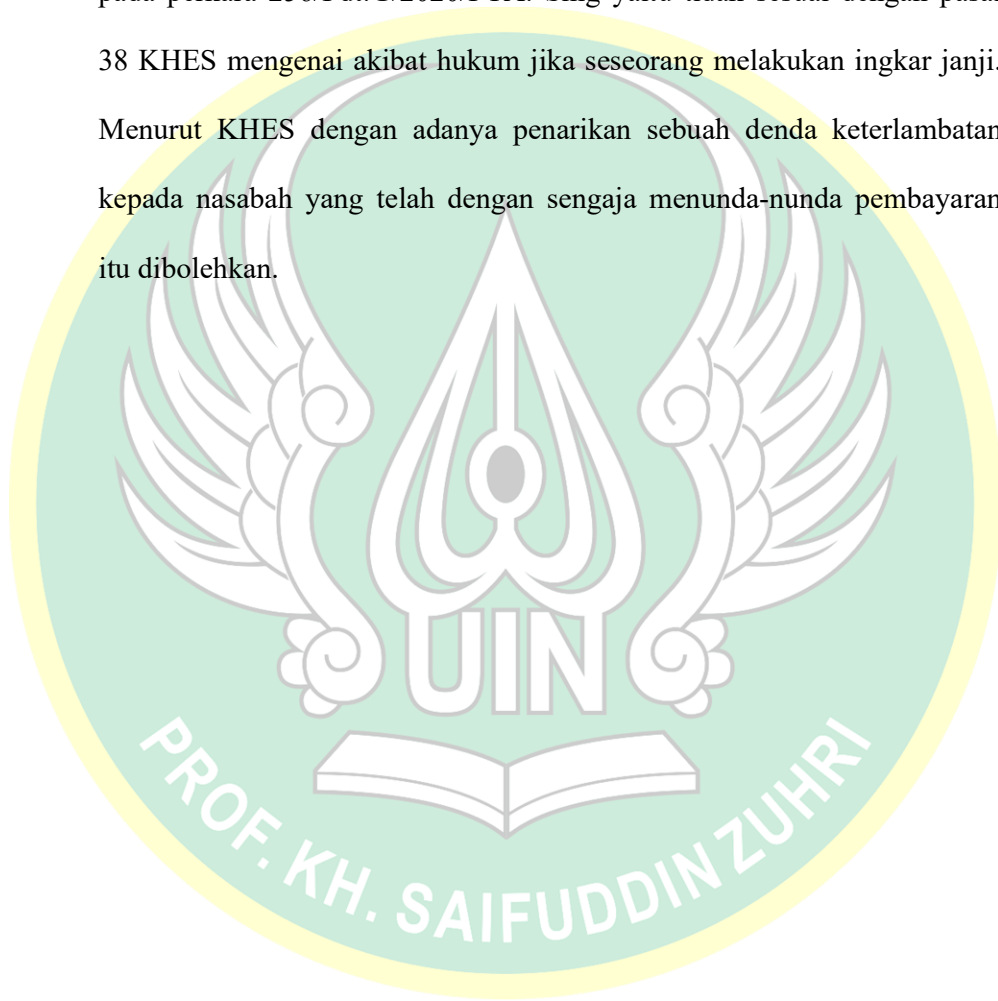 38 KHES mengenai akibat hukum jika seseorang melakukan ingkar janji.
Menurut KHES dengan adanya penarikan sebuah denda keterlambatan
kepada nasabah yang telah dengan sengaja menunda-nunda pembayaran
itu dibolehkan.
UIN
PROF. KH. SAIFUDDIN ZUHRI